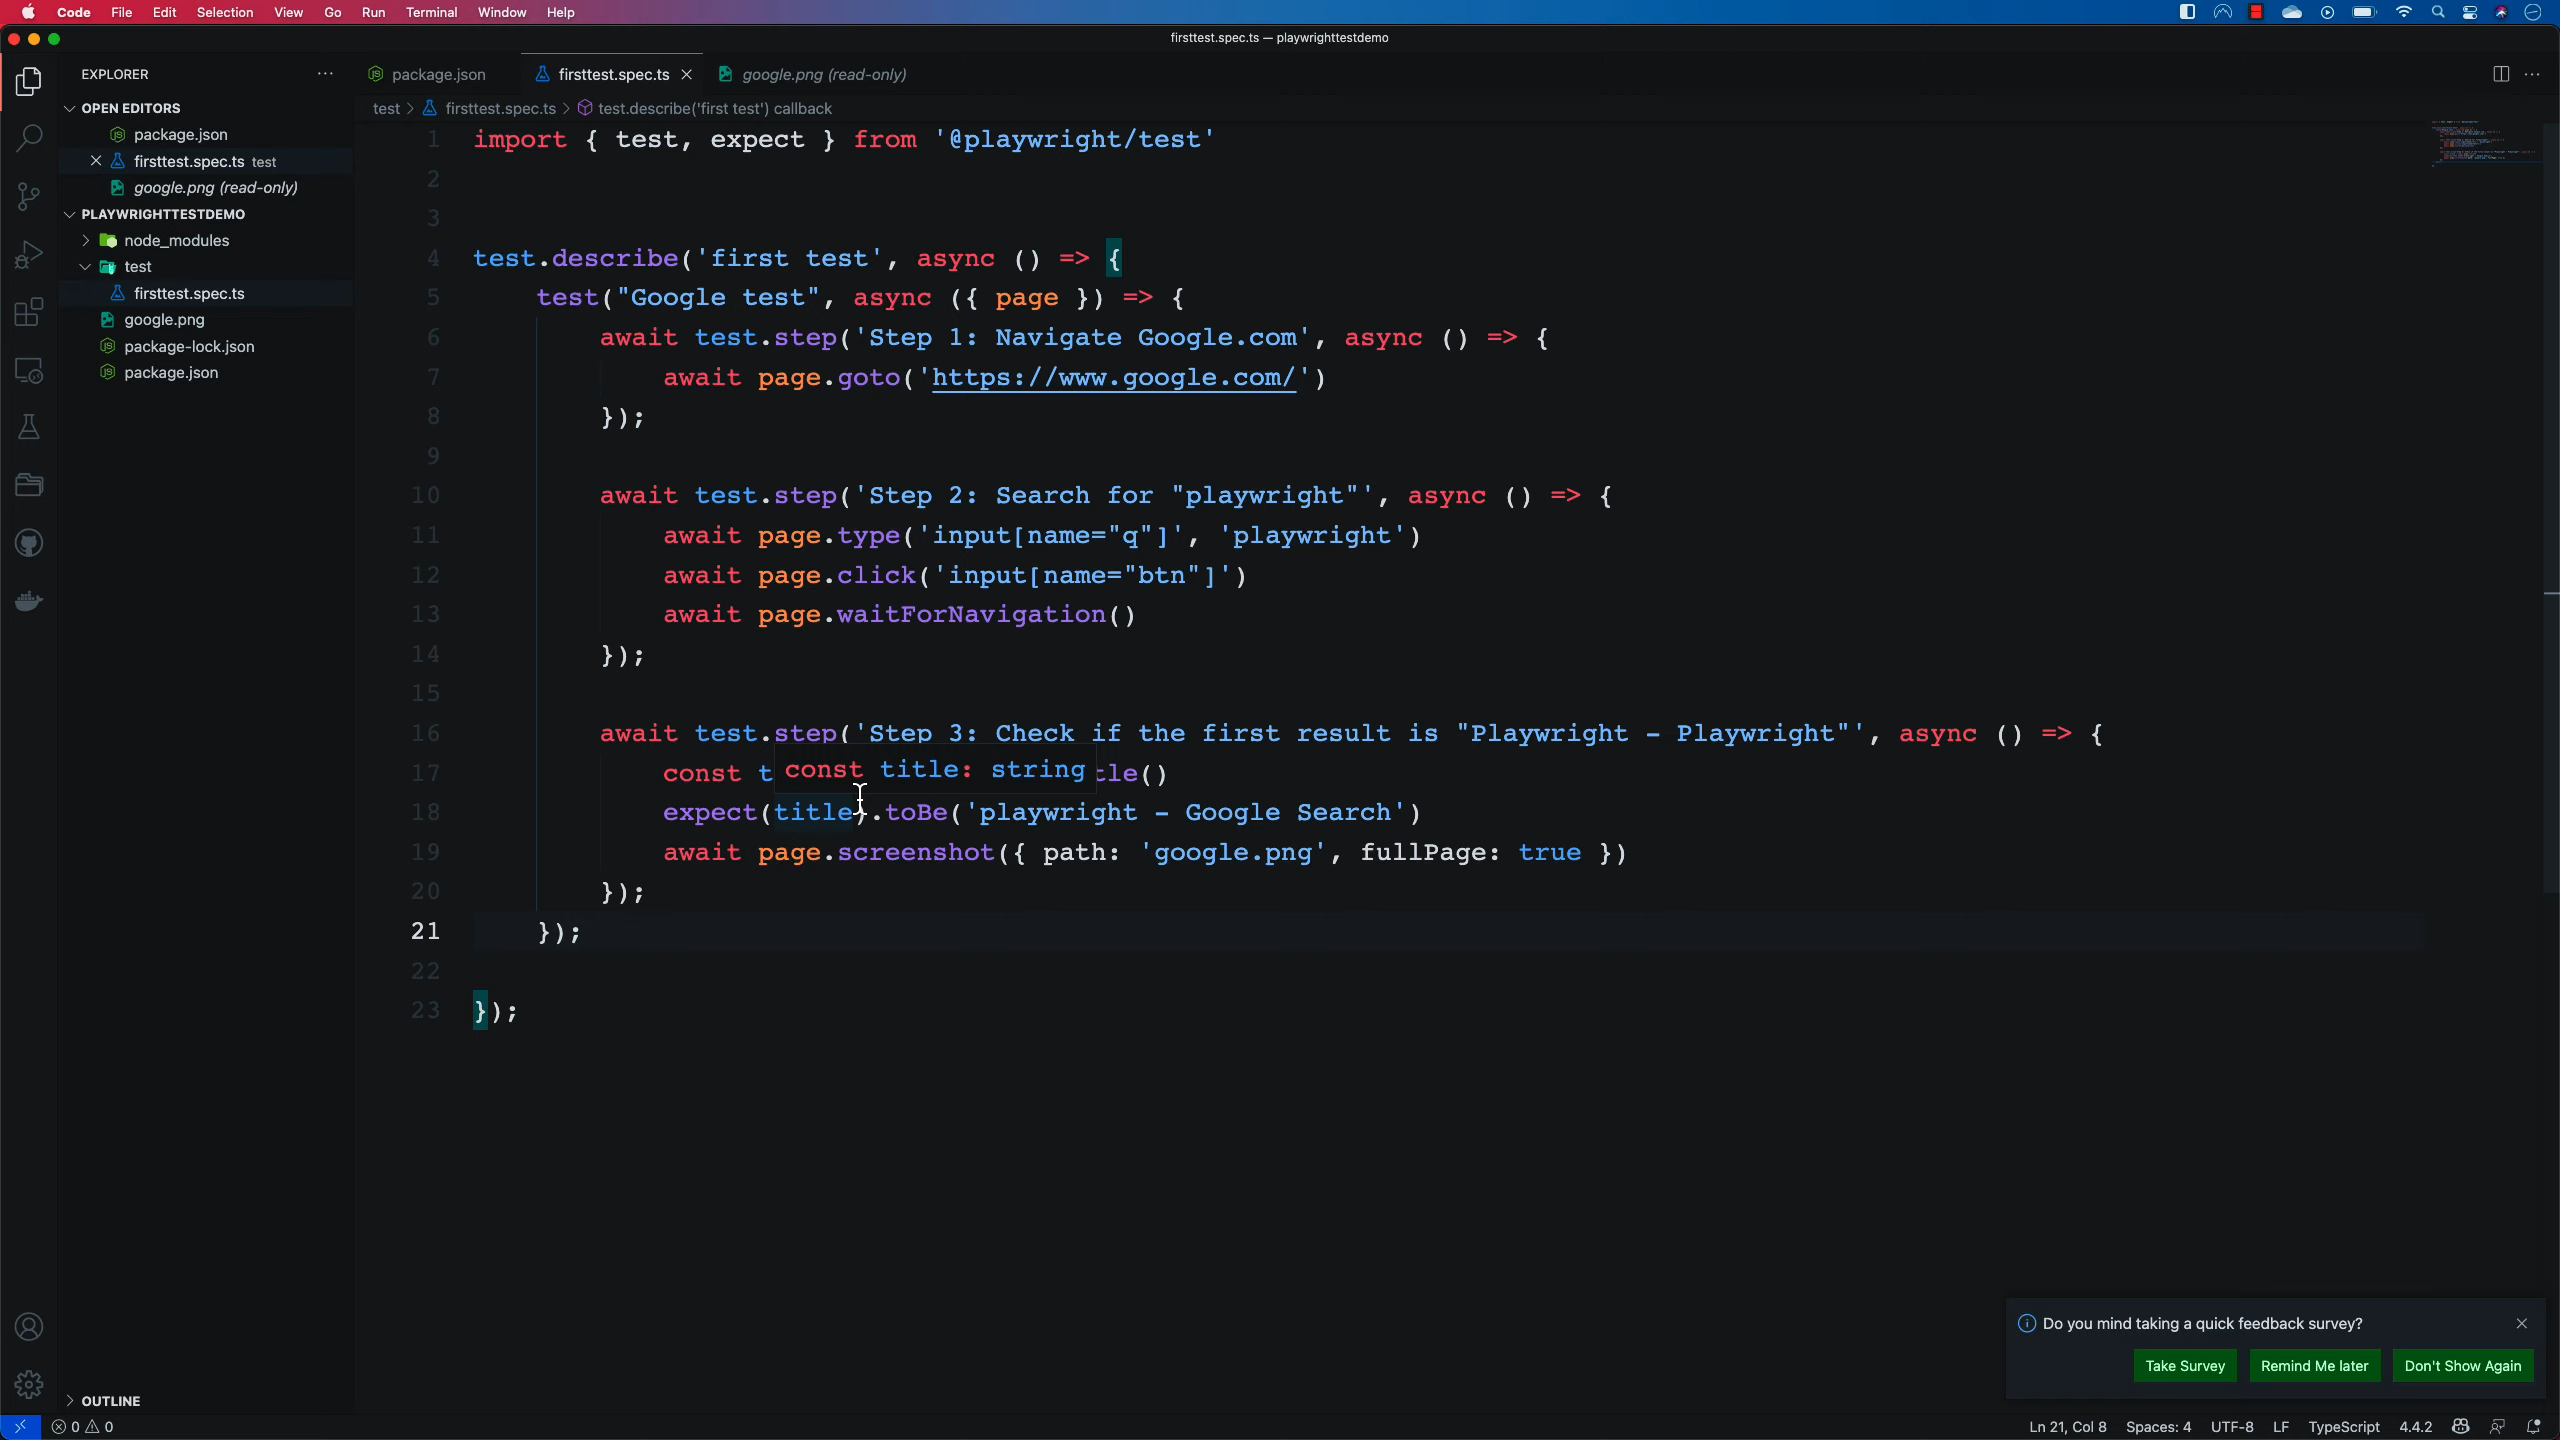 Code File Edit Selection View Go Run Terminal Window Help
firsttest.spec.ts — playwrighttestdemo
EXPLORER
package.json
firsttest.spec.ts
google.png (read-only)
OPEN EDITORS
package.json
firsttest.spec.ts test
google.png (read-only)
PLAYWRIGHTTESTDEMO
node_modules
test
firsttest.spec.ts
google.png
package-lock.json
package.json
OUTLINE
test > firsttest.spec.ts > test.describe('first test') callback
1 import { test, expect } from '@playwright/test'
2
3
4 test.describe('first test', async () => {
5 test("Google test", async ({ page }) => {
6 await test.step('Step 1: Navigate Google.com', async () => {
7 await page.goto('https://www.google.com/')
8 });
9
10 await test.step('Step 2: Search for "playwright"', async () => {
11 await page.type('input[name="q"]', 'playwright')
12 await page.click('input[name="btn"]')
13 await page.waitForNavigation()
14 });
15
16 await test.step('Step 3: Check if the first result is "Playwright - Playwright"', async () => {
17 const t const title: string tle()
18 expect(title).toBe('playwright - Google Search')
19 await page.screenshot({ path: 'google.png', fullPage: true })
20 });
21 });
22
23 });
Do you mind taking a quick feedback survey?
Take Survey Remind Me later Don't Show Again
0 0
Ln 21, Col 8 Spaces: 4 UTF-8 LF TypeScript 4.4.2